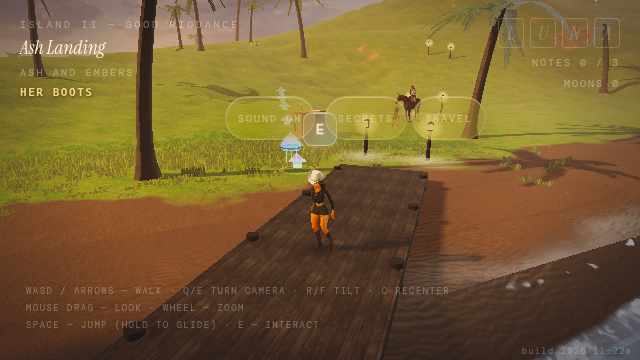 ISLAND II — GOOD RIDDANCE
Ash Landing
ASH AND EMBERS
HER BOOTS
L U N A
NOTES 0 / 3
MOONS 0
SOUND
SECRETS
TRAVEL
E
WASD / ARROWS — WALK · Q/E TURN CAMERA · R/F TILT · C RECENTER
MOUSE DRAG — LOOK · WHEEL — ZOOM
SPACE — JUMP (HOLD TO GLIDE) · E — INTERACT